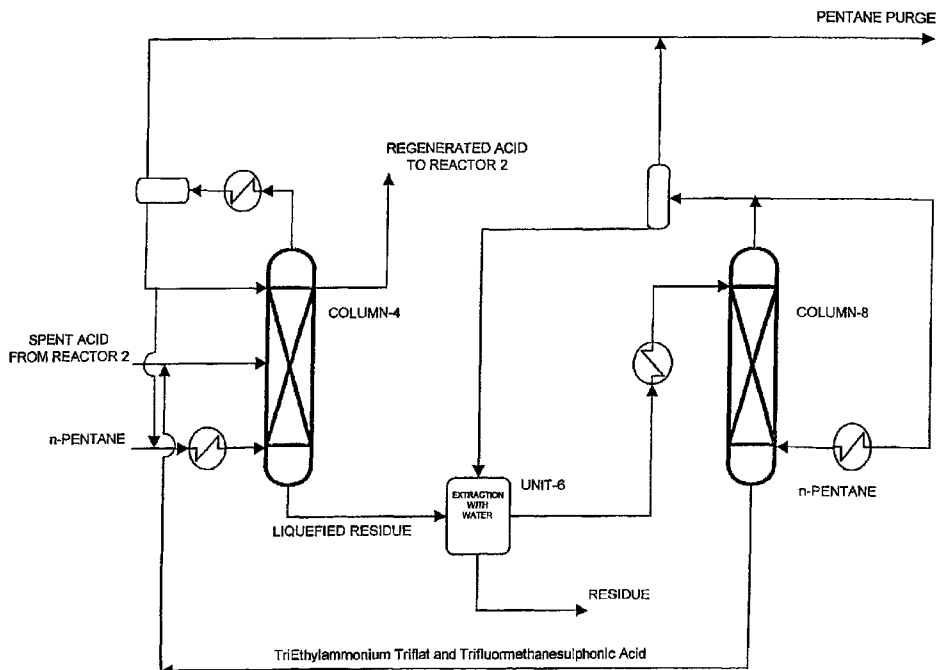 PENTANE PURGE
REGENERATED ACID
TO REACTOR 2
COLUMN-4
COLUMN-8
SPENT ACID
FROM REACTOR 2
n-PENTANE
n-PENTANE
UNIT-6
EXTRACTION
WITH
WATER
LIQUEFIED RESIDUE
RESIDUE
TriEthylammonium Triflat and Trifluormethanesulphonic Acid